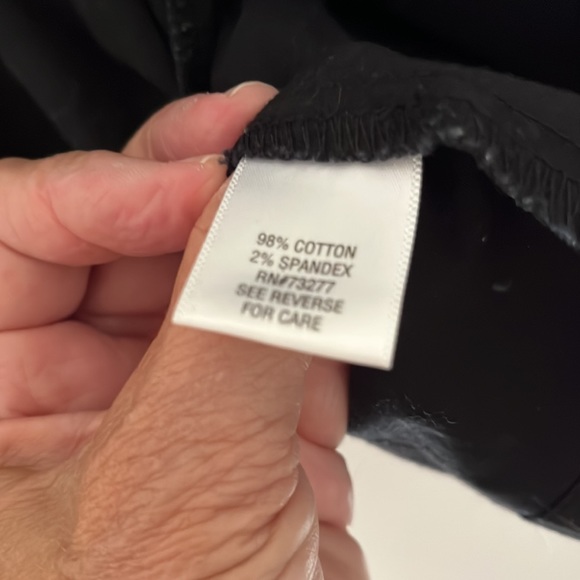 98% COTTON
2% SPANDEX
RN#73277
SEE REVERSE
FOR CARE